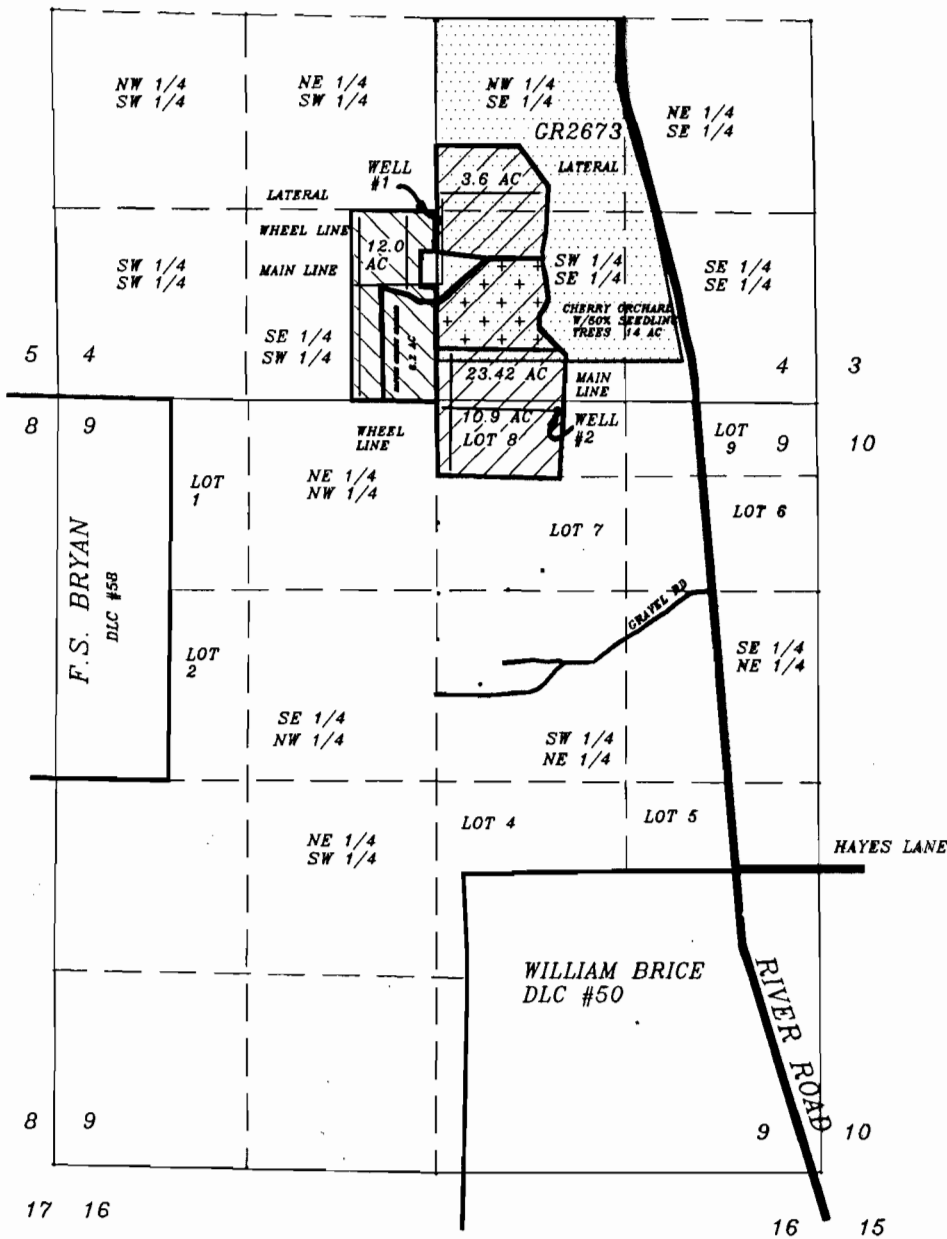 NW 1/4
SW 1/4
NE 1/4
SW 1/4
NW 1/4
SE 1/4
NE 1/4
SE 1/4
GR2673
LATERAL
WELL
#1
3.6 AC
LATERAL
WHEEL LINE
12.0
AC
MAIN LINE
SW 1/4
SW 1/4
SW 1/4
SE 1/4
SE 1/4
SE 1/4
CHERRY ORCHARD
W/50% SEEDLING
TREES 14 AC
SE 1/4
SW 1/4
5 4
4 3
23.42 AC
MAIN
LINE
8 9
10.9 AC
LOT 8
WELL
#2
LOT
9
9 10
WHEEL
LINE
NE 1/4
NW 1/4
LOT
1
LOT 7
LOT 6
F.S. BRYAN
DLC #58
GRAVEL RD
LOT
2
SE 1/4
NE 1/4
SE 1/4
NW 1/4
SW 1/4
NE 1/4
LOT 4
LOT 5
NE 1/4
SW 1/4
HAYES LANE
WILLIAM BRICE
DLC #50
RIVER ROAD
8 9
9 10
17 16
16 15